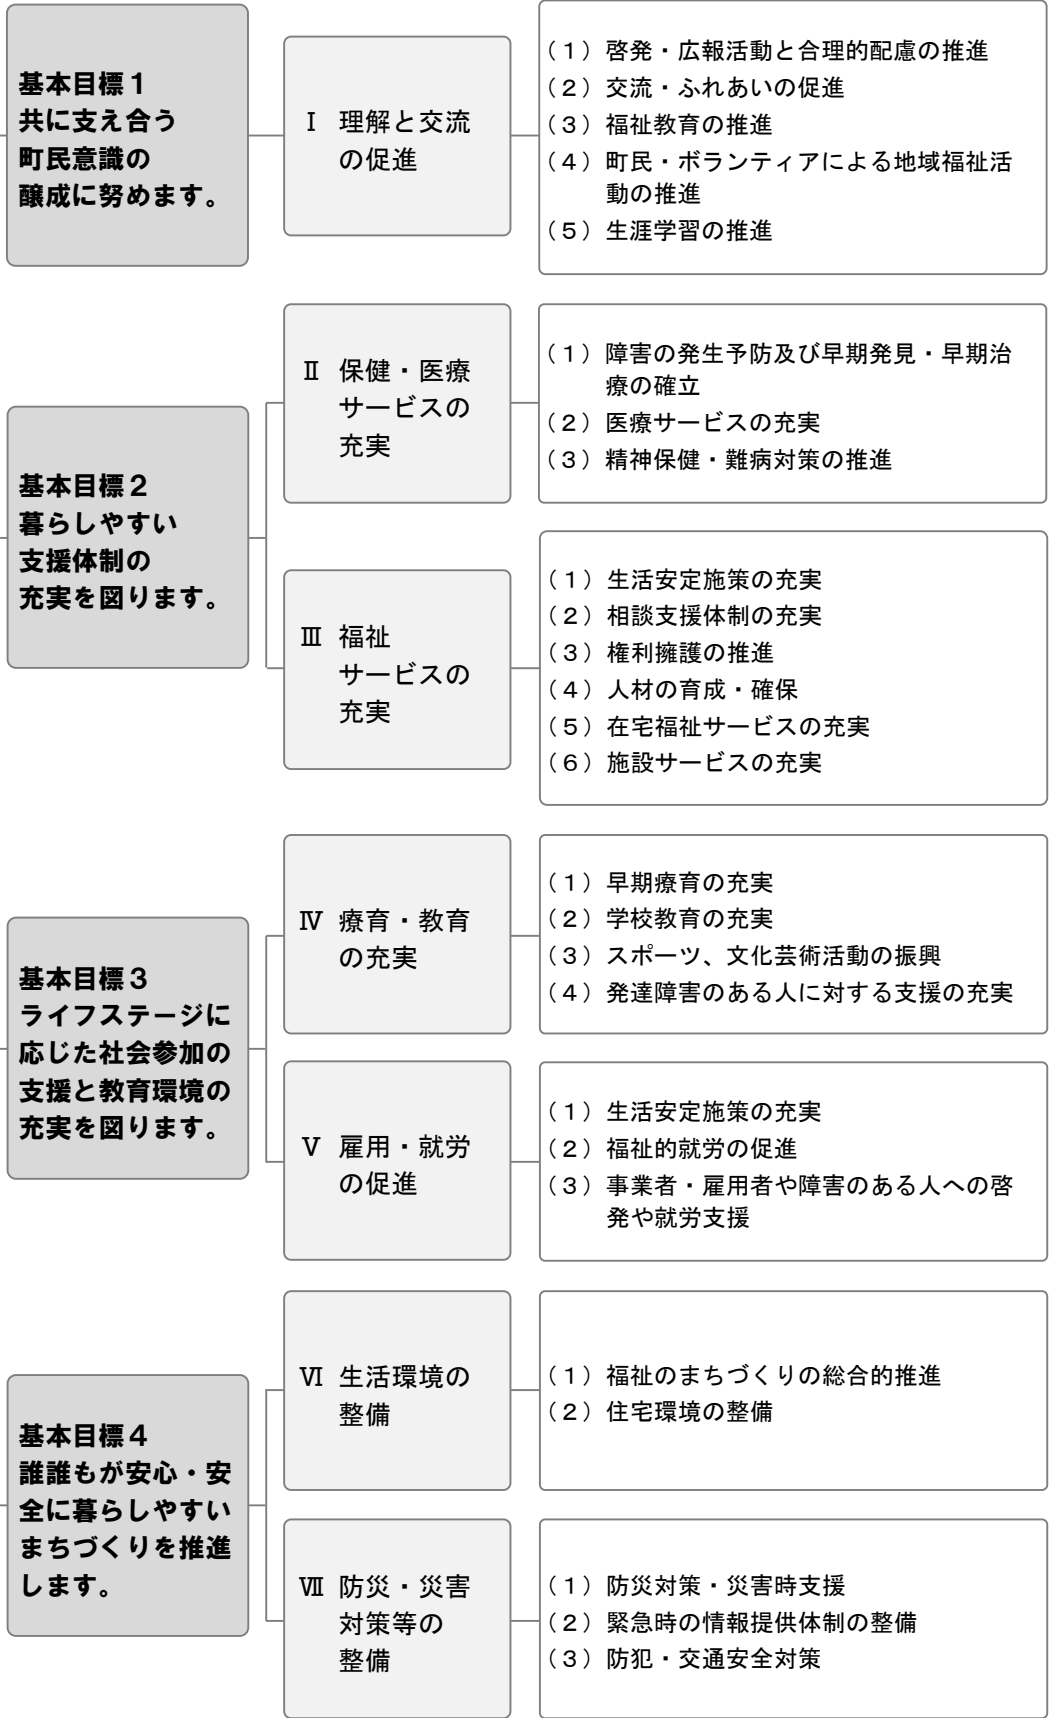 基本目標１
共に支え合う
町民意識の
醸成に努めます。
Ⅰ 理解と交流
の促進
（１）啓発・広報活動と合理的配慮の推進
（２）交流・ふれあいの促進
（３）福祉教育の推進
（４）町民・ボランティアによる地域福祉活
動の推進
（５）生涯学習の推進
基本目標２
暮らしやすい
支援体制の
充実を図ります。
Ⅱ 保健・医療
サービスの
充実
（１）障害の発生予防及び早期発見・早期治
療の確立
（２）医療サービスの充実
（３）精神保健・難病対策の推進
Ⅲ 福祉
サービスの
充実
（１）生活安定施策の充実
（２）相談支援体制の充実
（３）権利擁護の推進
（４）人材の育成・確保
（５）在宅福祉サービスの充実
（６）施設サービスの充実
基本目標３
ライフステージに
応じた社会参加の
支援と教育環境の
充実を図ります。
Ⅳ 療育・教育
の充実
（１）早期療育の充実
（２）学校教育の充実
（３）スポーツ、文化芸術活動の振興
（４）発達障害のある人に対する支援の充実
Ⅴ 雇用・就労
の促進
（１）生活安定施策の充実
（２）福祉的就労の促進
（３）事業者・雇用者や障害のある人への啓
発や就労支援
基本目標４
誰誰もが安心・安
全に暮らしやすい
まちづくりを推進
します。
Ⅵ 生活環境の
整備
（１）福祉のまちづくりの総合的推進
（２）住宅環境の整備
Ⅶ 防災・災害
対策等の
整備
（１）防災対策・災害時支援
（２）緊急時の情報提供体制の整備
（３）防犯・交通安全対策